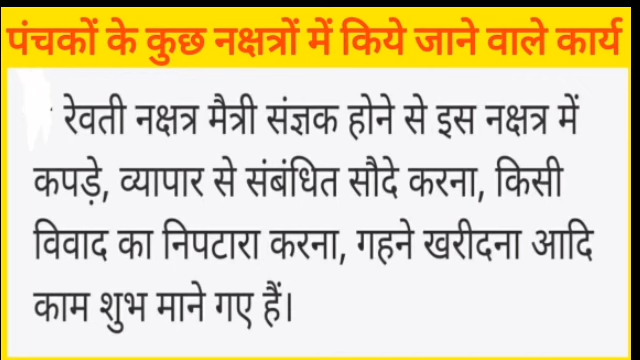 पंचकों के कुछ नक्षत्रों में किये जाने वाले कार्य
रेवती नक्षत्र मैत्री संज्ञक होने से इस नक्षत्र में
कपड़े, व्यापार से संबंधित सौदे करना, किसी
विवाद का निपटारा करना, गहने खरीदना आदि
काम शुभ माने गए हैं।